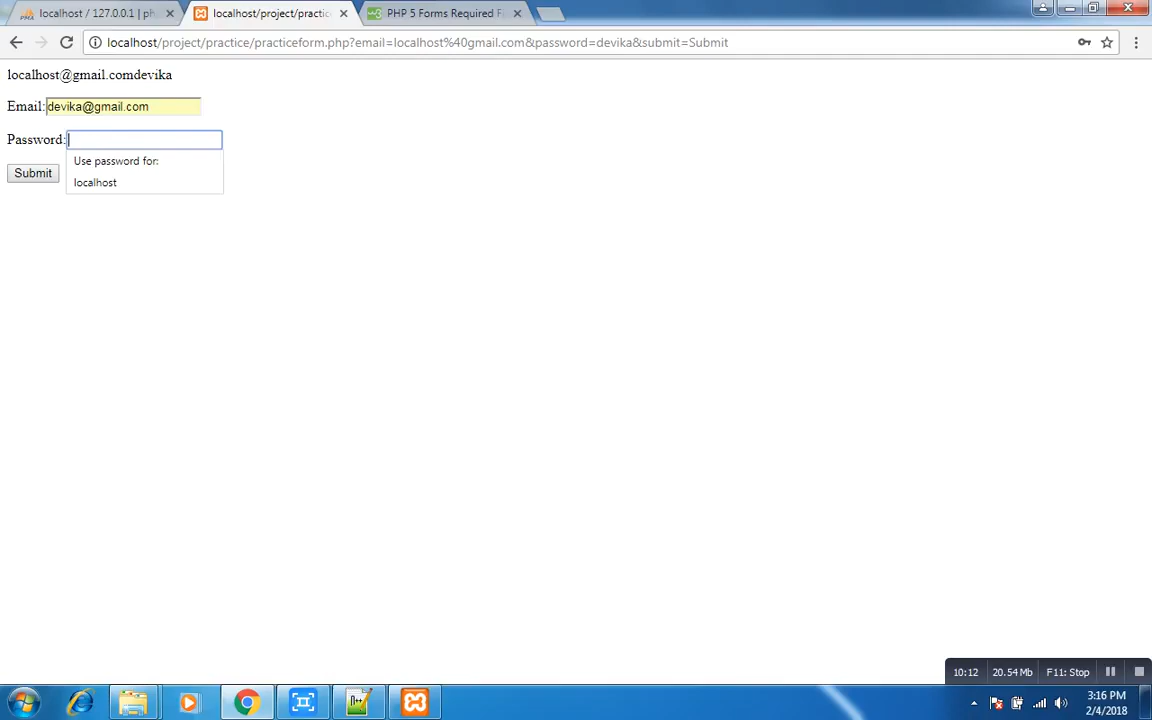 localhost / 127.0.0.1 | ph
localhost/project/practic
PHP 5 Forms Required F
localhost/project/practice/practiceform.php?email=localhost%40gmail.com&password=devika&submit=Submit
localhost@gmail.comdevika
Email:devika@gmail.com
Password:
Use password for:
Submit
localhost
10:12 20.54 Mb F11: Stop
3:16 PM
2/4/2018